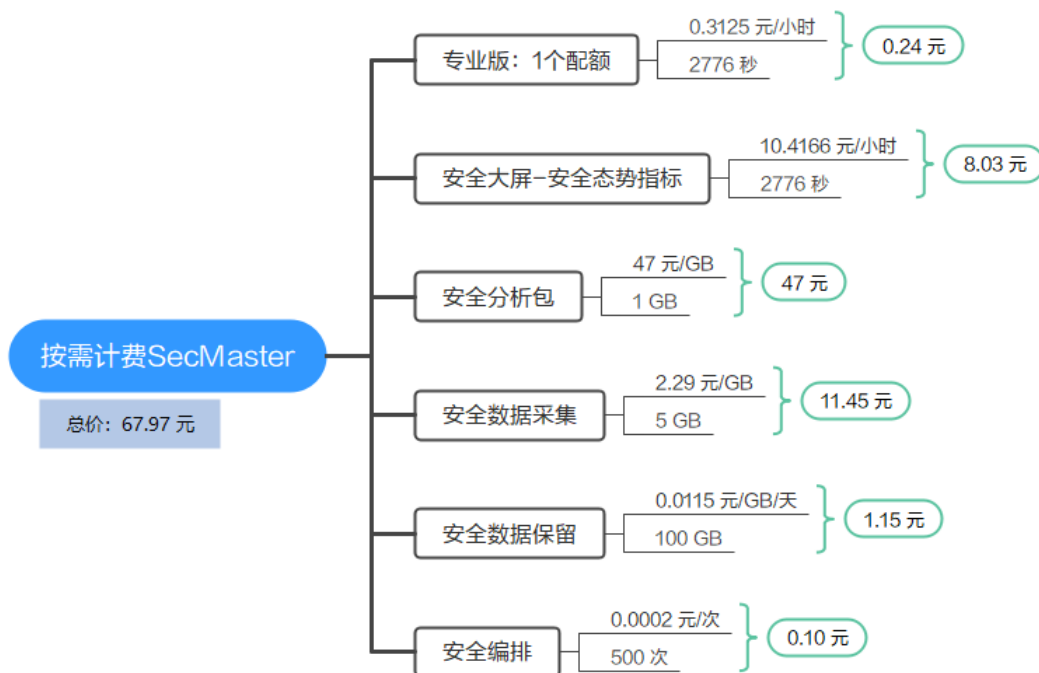 按需计费SecMaster
总价：67.97 元
专业版：1个配额
0.3125 元/小时
2776 秒
0.24 元
安全大屏-安全态势指标
10.4166 元/小时
2776 秒
8.03 元
安全分析包
47 元/GB
1 GB
47 元
安全数据采集
2.29 元/GB
5 GB
11.45 元
安全数据保留
0.0115 元/GB/天
100 GB
1.15 元
安全编排
0.0002 元/次
500 次
0.10 元